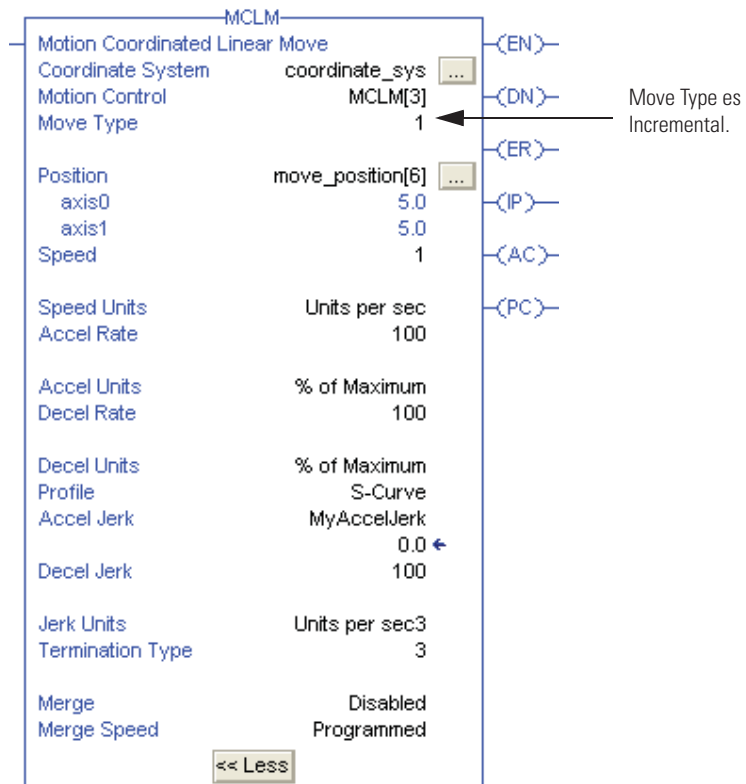 MCLM
Motion Coordinated Linear Move (EN)
Coordinate System coordinate_sys ...
Motion Control MCLM[3] (DN)
Move Type 1
Move Type es
Incremental.
(ER)
Position move_position[6] ...
axis0 5.0 (IP)
axis1 5.0
Speed 1 (AC)
Speed Units Units per sec (PC)
Accel Rate 100
Accel Units % of Maximum
Decel Rate 100
Decel Units % of Maximum
Profile S-Curve
Accel Jerk MyAccelJerk
0.0
Decel Jerk 100
Jerk Units Units per sec3
Termination Type 3
Merge Disabled
Merge Speed Programmed
<< Less